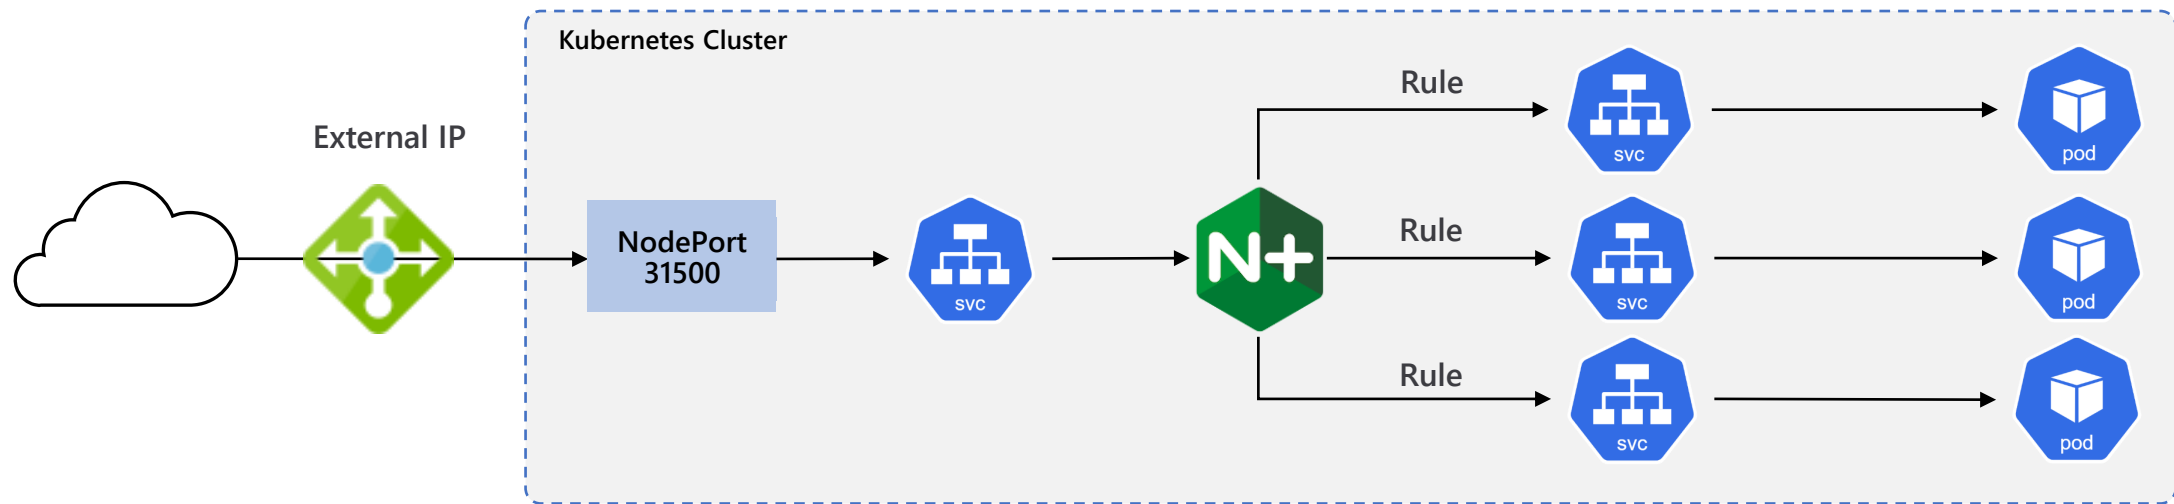 Kubernetes Cluster
External IP
NodePort
31500
svc
N+
Rule
svc
pod
Rule
svc
pod
Rule
svc
pod